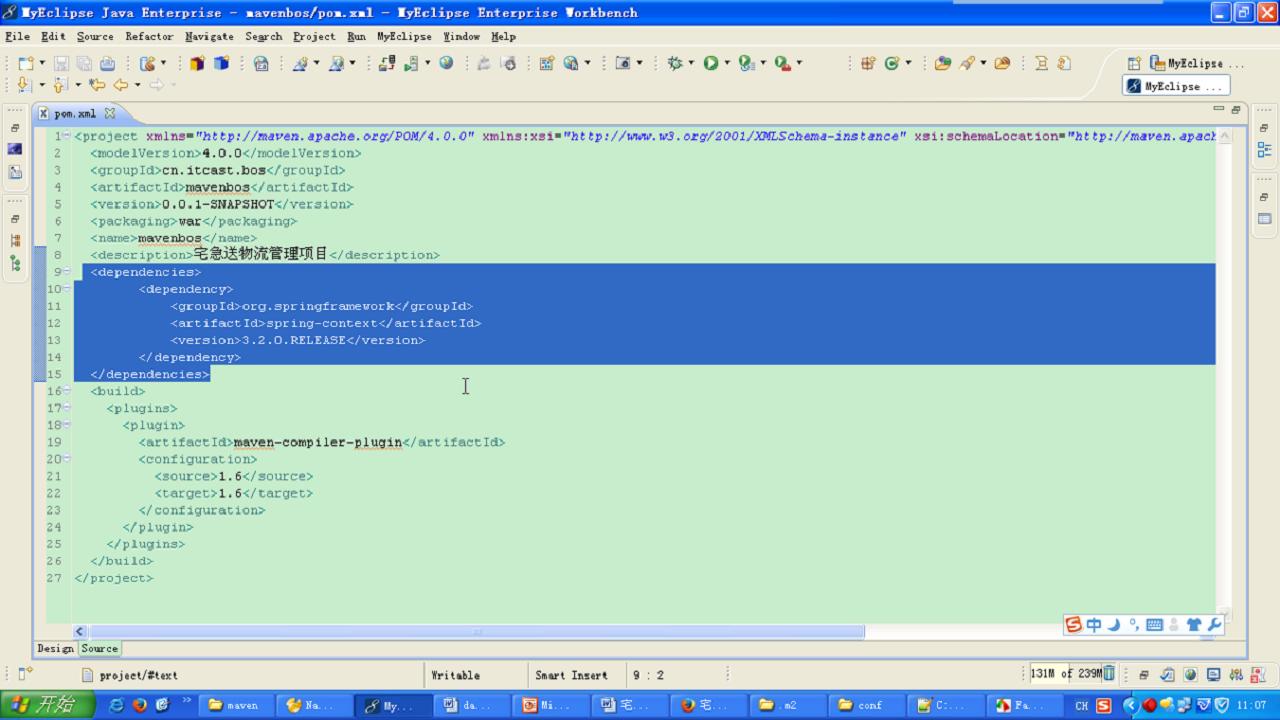 MyEclipse Java Enterprise - mavenbos/pom.xml - MyEclipse Enterprise Workbench
File Edit Source Refactor Navigate Search Project Run MyEclipse Window Help
MyEclipse ...
MyEclipse ...
pom.xml
1 <project xmlns="http://maven.apache.org/POM/4.0.0" xmlns:xsi="http://www.w3.org/2001/XMLSchema-instance" xsi:schemaLocation="http://maven.apach
2 <modelVersion>4.0.0</modelVersion>
3 <groupId>cn.itcast.bos</groupId>
4 <artifactId>mavenbos</artifactId>
5 <version>0.0.1-SNAPSHOT</version>
6 <packaging>war</packaging>
7 <name>mavenbos</name>
8 <description>宅急送物流管理项目</description>
9 <dependencies>
10 <dependency>
11 <groupId>org.springframework</groupId>
12 <artifactId>spring-context</artifactId>
13 <version>3.2.0.RELEASE</version>
14 </dependency>
15 </dependencies>
16 <build>
17 <plugins>
18 <plugin>
19 <artifactId>maven-compiler-plugin</artifactId>
20 <configuration>
21 <source>1.6</source>
22 <target>1.6</target>
23 </configuration>
24 </plugin>
25 </plugins>
26 </build>
27 </project>
中
Design Source
project/#text Writable Smart Insert 9 : 2 131M of 239M
开始 maven Na... My... da... Mi... 宅... 宅... .m2 conf C:... Fa... CH 11:07